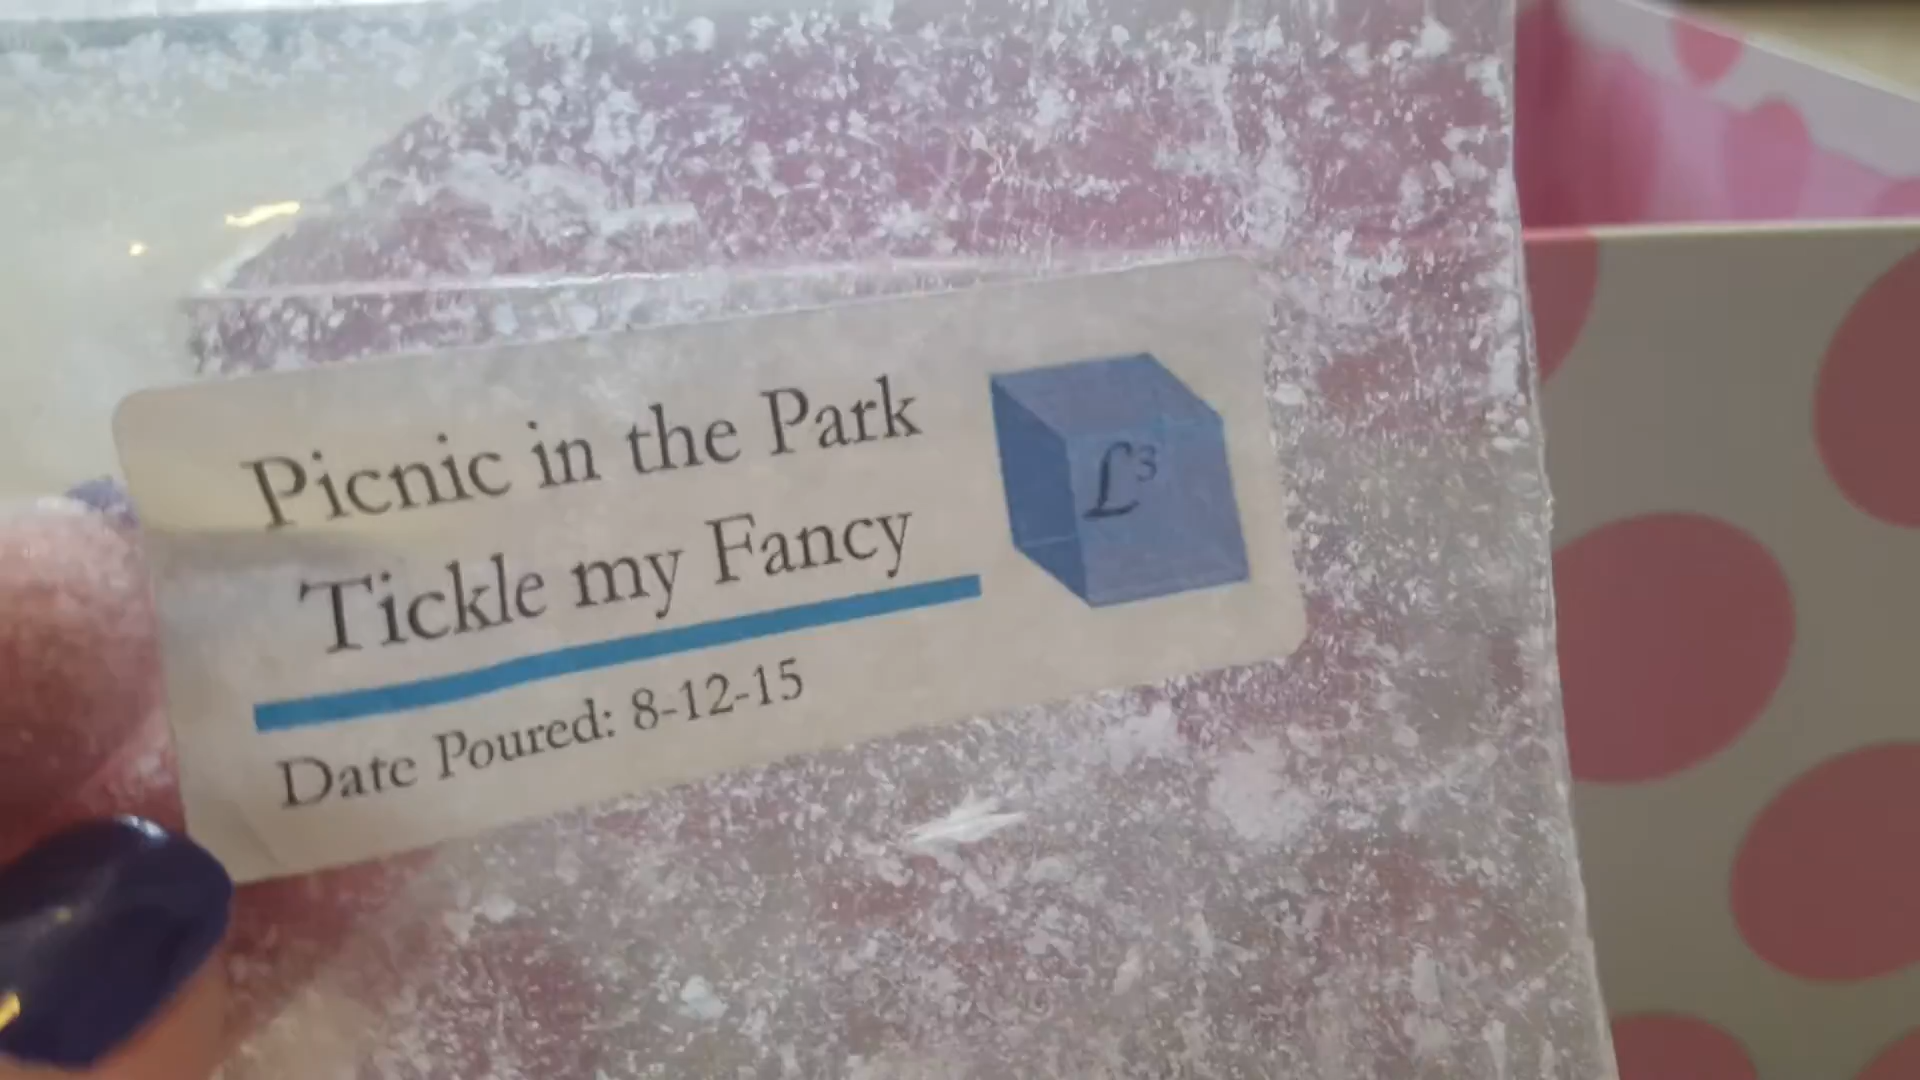 Picnic in the Park
Tickle my Fancy
Date Poured: 8-12-15
L³